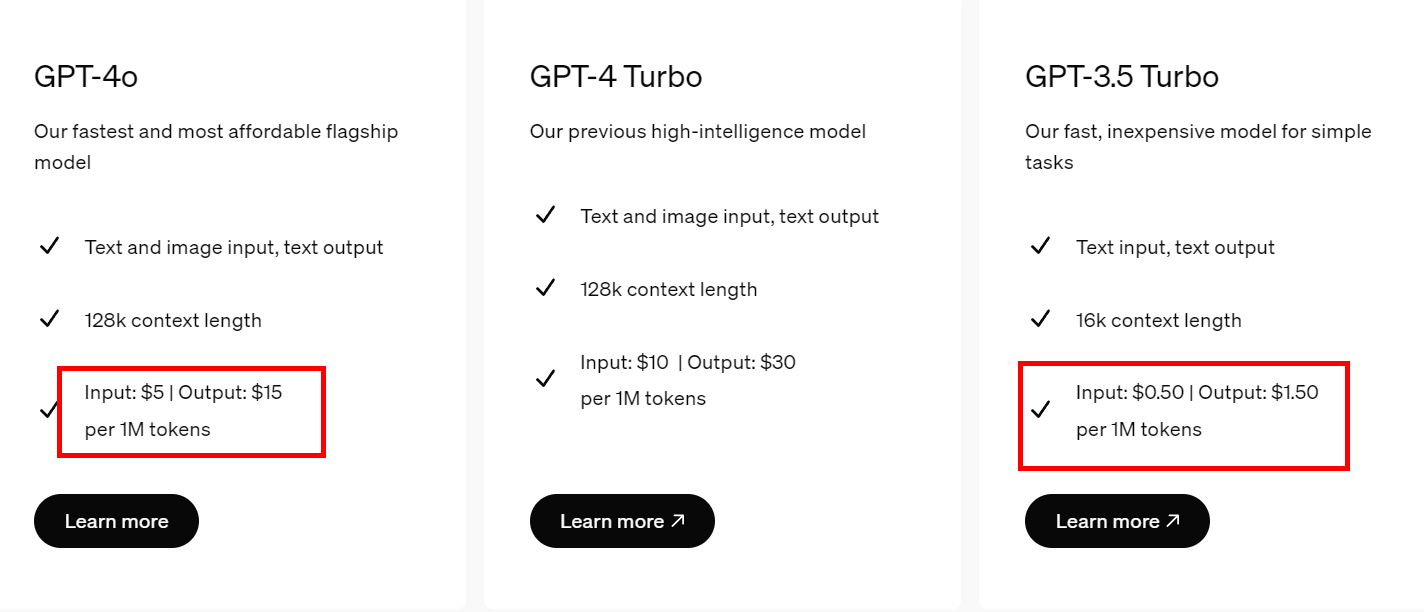 GPT-4o
Our fastest and most affordable flagship
model
Text and image input, text output
128k context length
Input: $5 | Output: $15
per 1M tokens
Learn more
GPT-4 Turbo
Our previous high-intelligence model
Text and image input, text output
128k context length
Input: $10 | Output: $30
per 1M tokens
Learn more ↗
GPT-3.5 Turbo
Our fast, inexpensive model for simple
tasks
Text input, text output
16k context length
Input: $0.50 | Output: $1.50
per 1M tokens
Learn more ↗